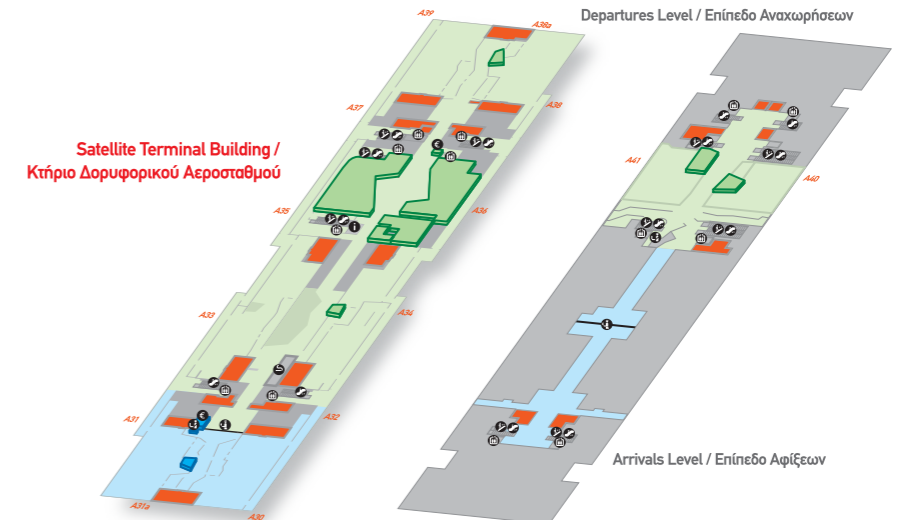 Departures Level / Επίπεδο Αναχωρήσεων
Satellite Terminal Building /
Κτήριο Δορυφορικού Αεροσταθμού
A39
A38a
A37
A38
A35
A36
A33
A34
A31
A32
A31a
A30
A41
A40
€
i
€
Arrivals Level / Επίπεδο Αφίξεων